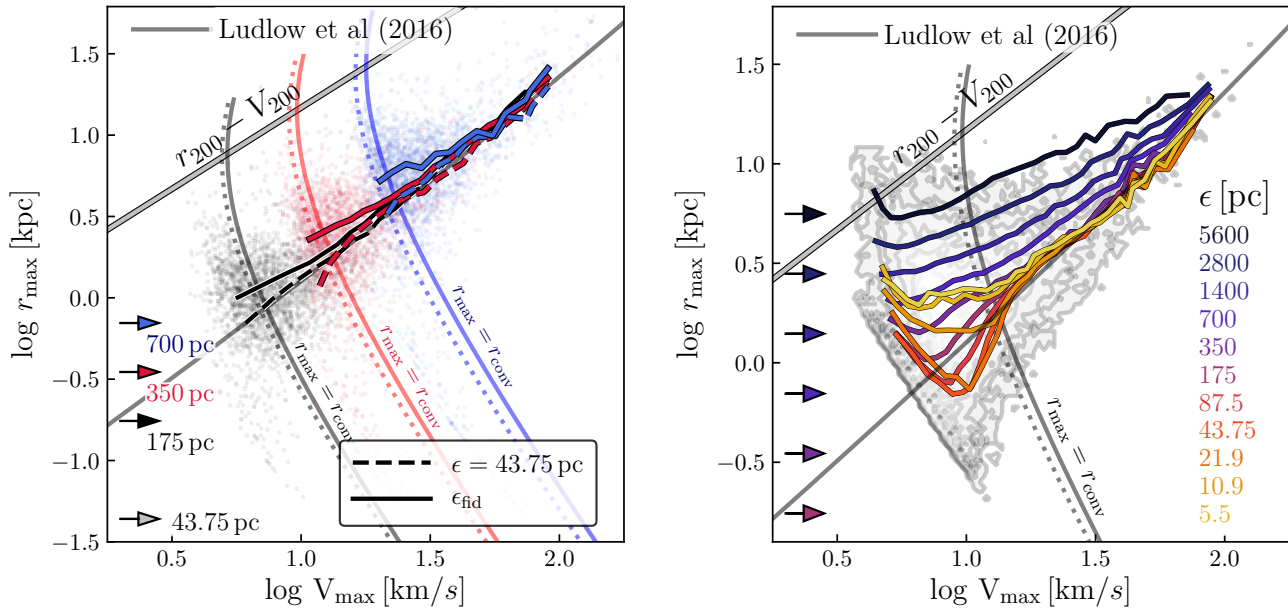 Ludlow et al (2016)
r200 − V200
rmax = rconv
rmax = rconv
rmax = rconv
700 pc
350 pc
175 pc
43.75 pc
ϵ = 43.75 pc
ϵfid
1.5
1.0
0.5
0.0
−0.5
−1.0
−1.5
log rmax [kpc]
0.5 1.0 1.5 2.0
log Vmax [km/s]
Ludlow et al (2016)
r200 − V200
rmax = rconv
ϵ [pc]
5600
2800
1400
700
350
175
87.5
43.75
21.9
10.9
5.5
1.5
1.0
0.5
0.0
−0.5
log rmax [kpc]
0.5 1.0 1.5 2.0
log Vmax [km/s]